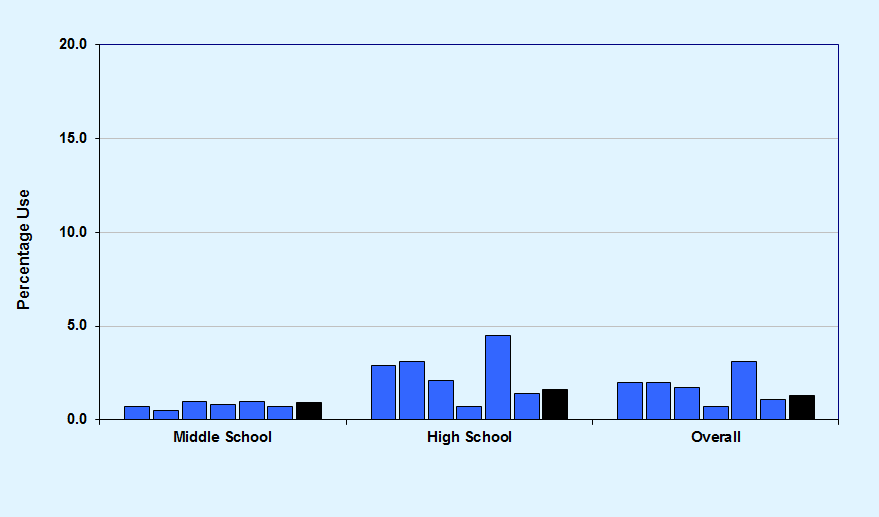 20.0
15.0
10.0
5.0
0.0
Percentage Use
Middle School
High School
Overall